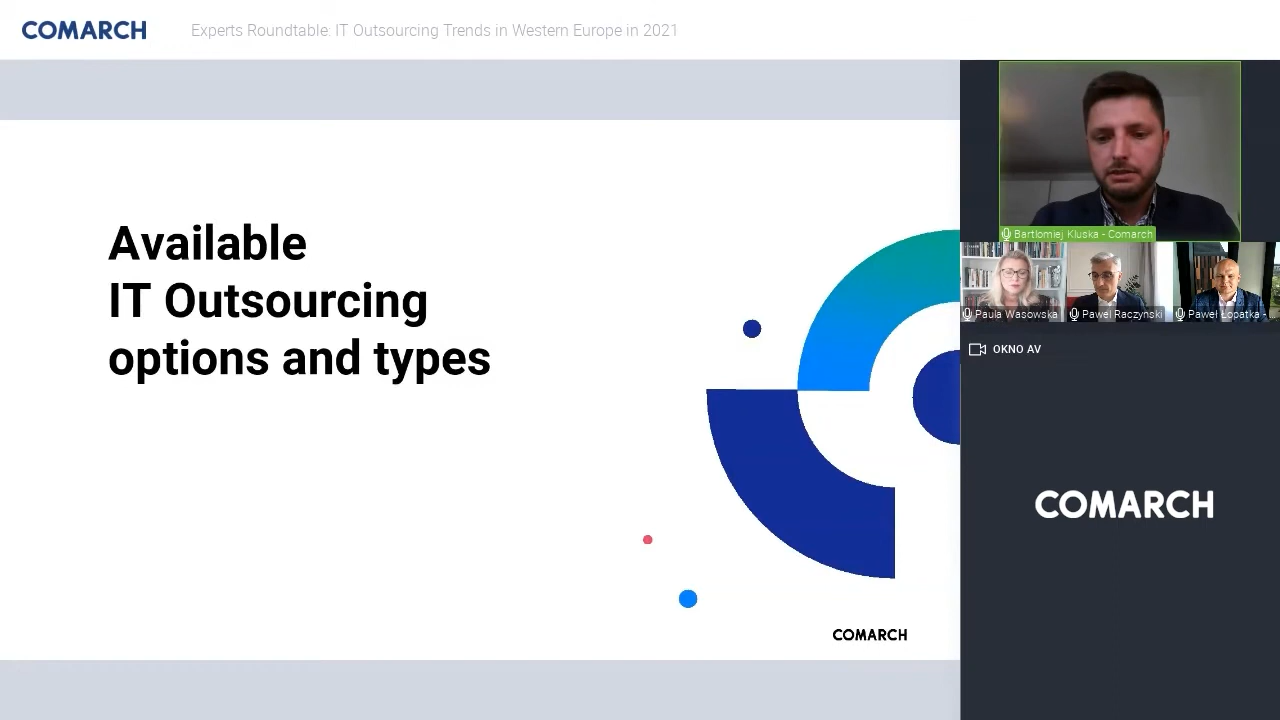 COMARCH
Experts Roundtable: IT Outsourcing Trends in Western Europe in 2021
Available
IT Outsourcing
options and types
COMARCH
Bartlomiej Kluska - Comarch
Paula Wasowska
Pawel Raczynski
Paweł Łopatka - ...
OKNO AV
COMARCH